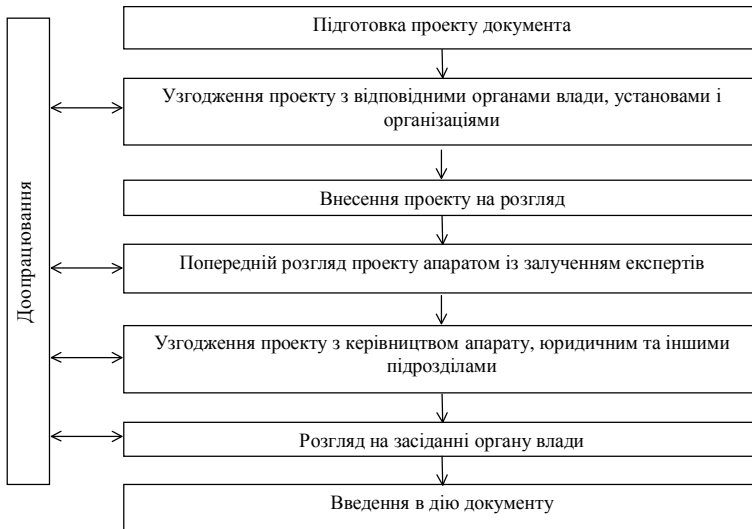 Доопрацювання
Підготовка проекту документа
Узгодження проекту з відповідними органами влади, установами і
організаціями
Внесення проекту на розгляд
Попередній розгляд проекту апаратом із залученням експертів
Узгодження проекту з керівництвом апарату, юридичним та іншими
підрозділами
Розгляд на засіданні органу влади
Введення в дію документу